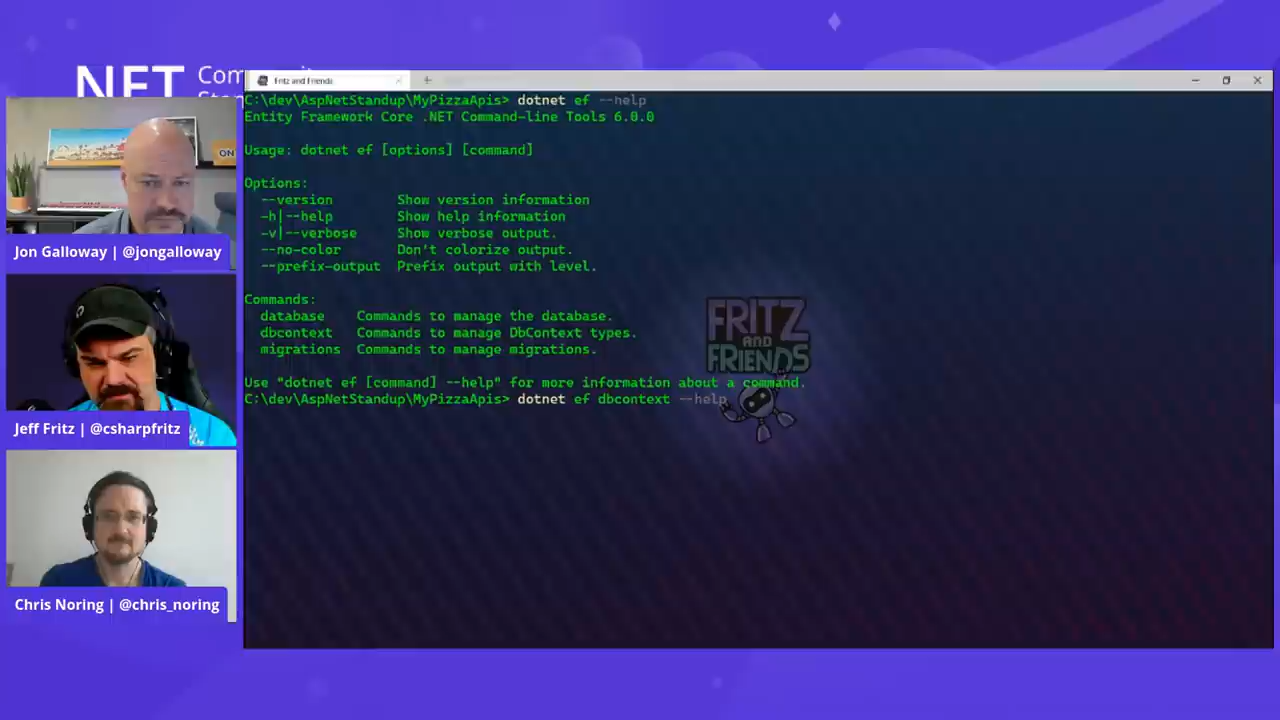 NET Com
Fritz and Friends
C:\dev\AspNetStandup\MyPizzaApis> dotnet ef --help
Entity Framework Core .NET Command-line Tools 6.0.0
Usage: dotnet ef [options] [command]
Options:
--version Show version information
-h|--help Show help information
-v|--verbose Show verbose output.
--no-color Don't colorize output.
--prefix-output Prefix output with level.
Commands:
database Commands to manage the database.
dbcontext Commands to manage DbContext types.
migrations Commands to manage migrations.
Use "dotnet ef [command] --help" for more information about a command.
C:\dev\AspNetStandup\MyPizzaApis> dotnet ef dbcontext --help
FRITZ
AND
FRIENDS
ON
Jon Galloway | @jongalloway
Jeff Fritz | @csharpfritz
Chris Noring | @chris_noring